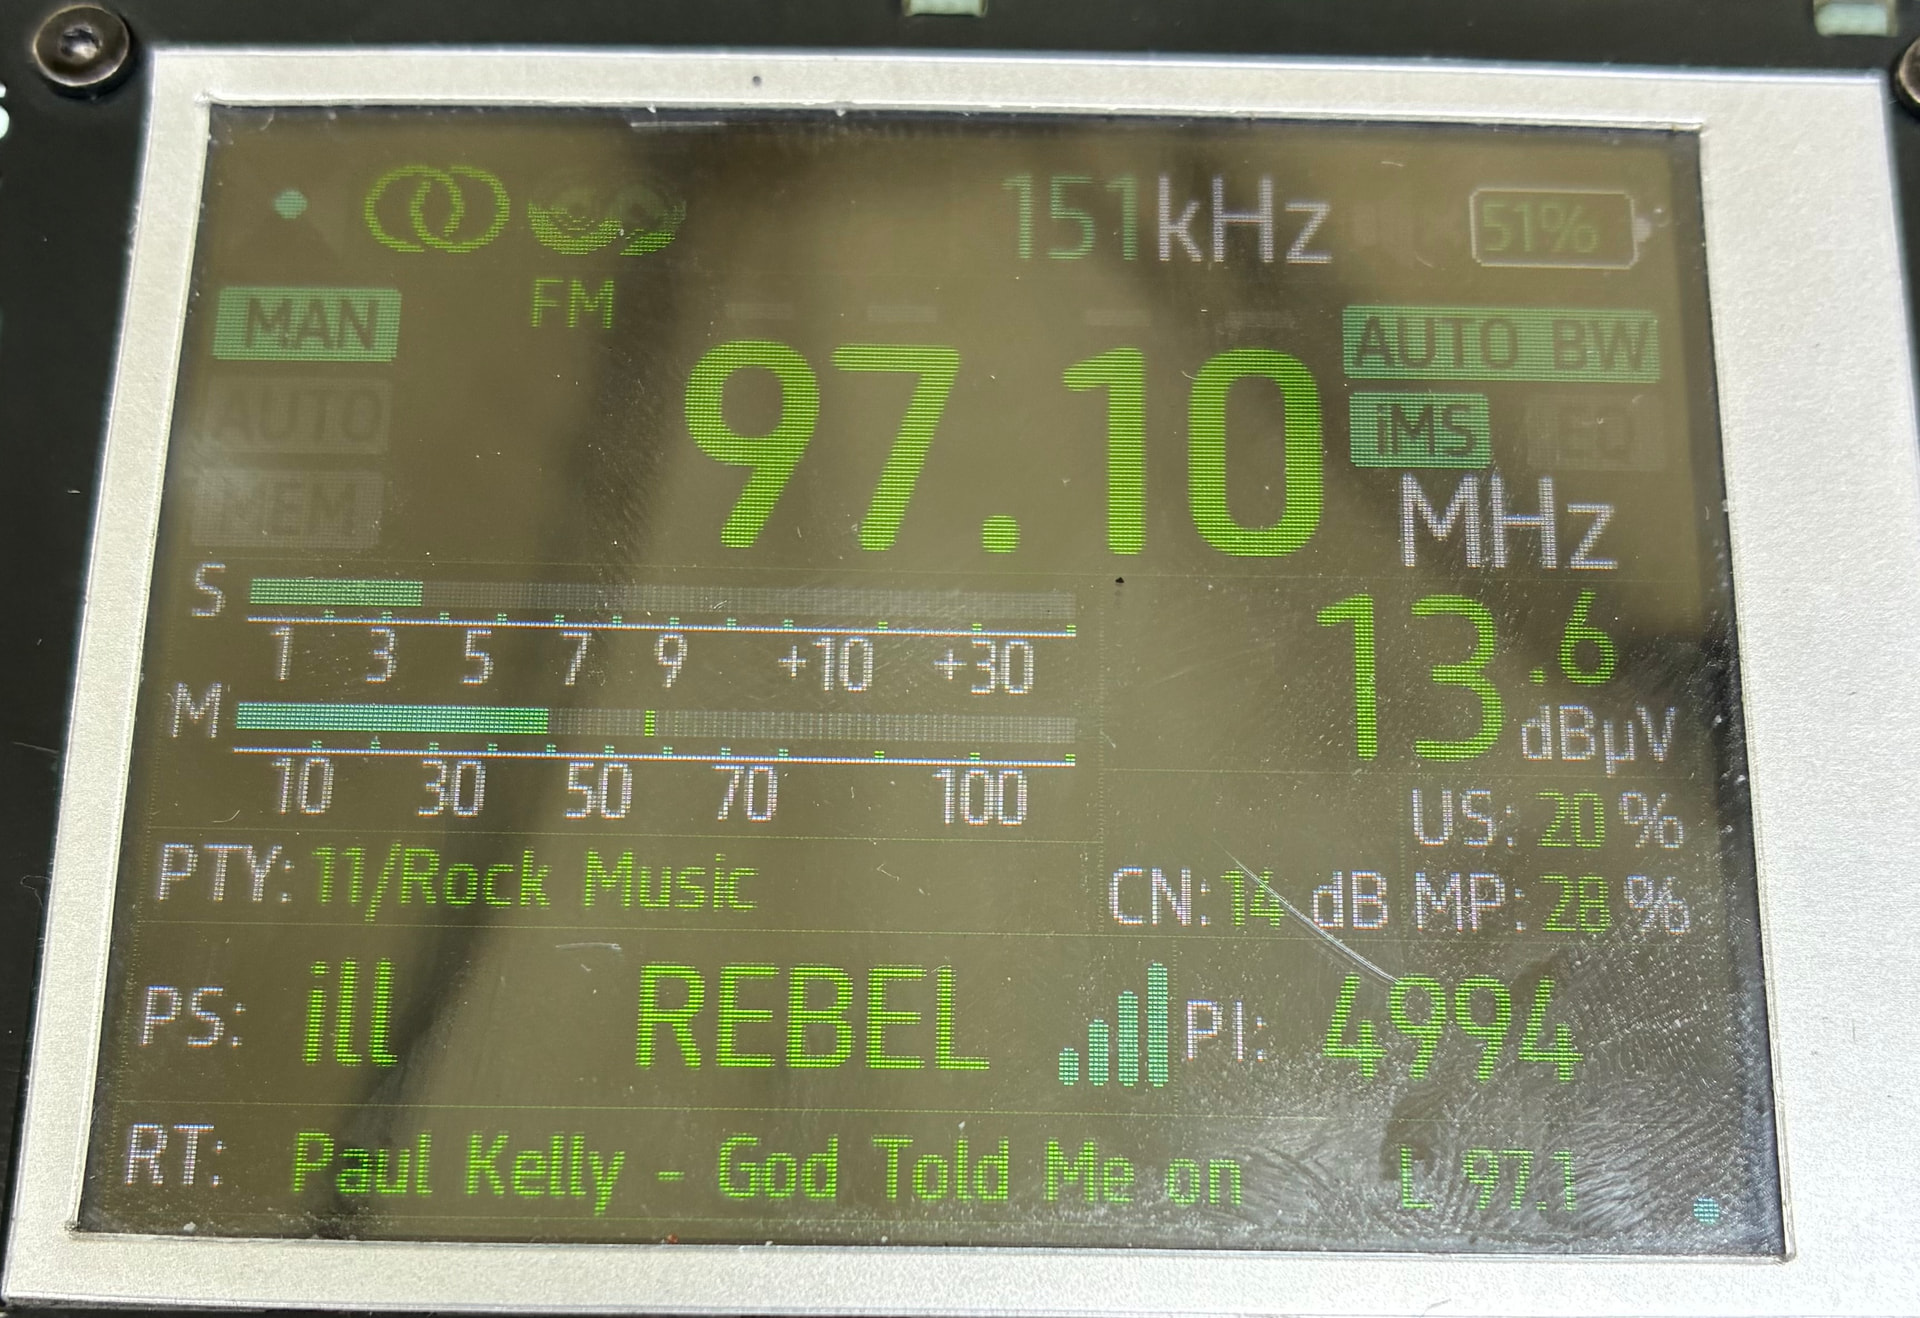 151kHz 51%
FM
MAN
AUTO BW
97.10
AUTO
iMS EQ
MEM
MHz
S
1 3 5 7 9 +10 +30
13.6
M
dBµV
10 30 50 70 100
US: 20 %
PTY: 11/Rock Music
CN: 14 dB MP: 28 %
PS: ill REBEL PI: 4994
RT: Paul Kelly - God Told Me on L 97.1